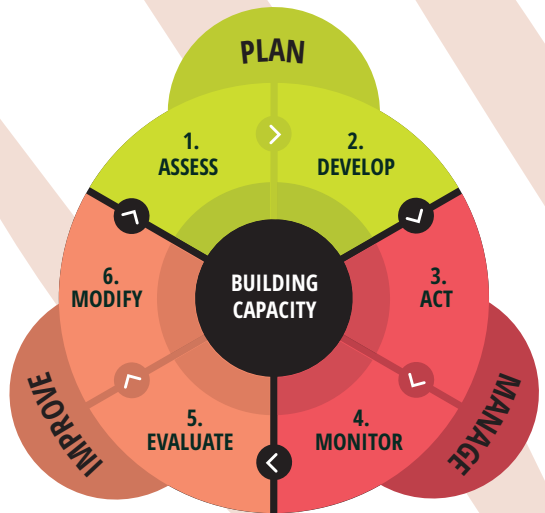 PLAN
1.
ASSESS
2.
DEVELOP
3.
ACT
4.
MONITOR
5.
EVALUATE
6.
MODIFY
BUILDING
CAPACITY
MANAGE
IMPROVE